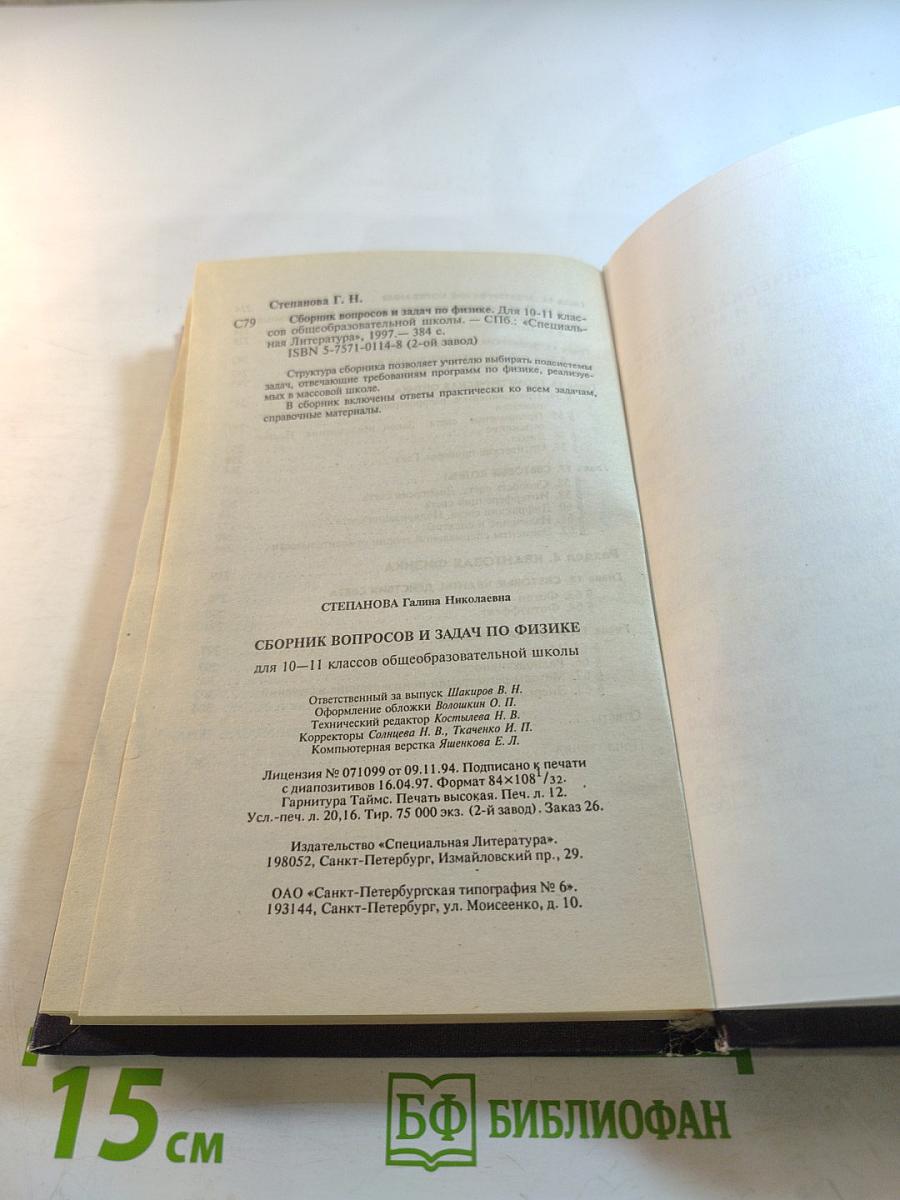 Степанова Г. Н.
С79 Сборник вопросов и задач по физике. Для 10-11 клас-
сов общеобразовательной школы. — СПб.: «Специаль-
ная Литература», 1997.— 384 с.
ISBN 5-7571-0114-8 (2-ой завод)
Структура сборника позволяет учителю выбирать подсистемы
задач, отвечающие требованиям программ по физике, реализуе-
мых в массовой школе.
В сборник включены ответы практически ко всем задачам,
справочные материалы.
СТЕПАНОВА Галина Николаевна
СБОРНИК ВОПРОСОВ И ЗАДАЧ ПО ФИЗИКЕ
для 10—11 классов общеобразовательной школы
Ответственный за выпуск Шакиров В. Н.
Оформление обложки Волошкин О. П.
Технический редактор Костылева Н. В.
Корректоры Солнцева Н. В., Ткаченко И. П.
Компьютерная верстка Яшенкова Е. Л.
Лицензия № 071099 от 09.11.94. Подписано к печати
с диапозитивов 16.04.97. Формат 84×108 1/32.
Гарнитура Таймс. Печать высокая. Печ. л. 12.
Усл.-печ. л. 20,16. Тир. 75 000 экз. (2-й завод). Заказ 26.
Издательство «Специальная Литература».
198052, Санкт-Петербург, Измайловский пр., 29.
ОАО «Санкт-Петербургская типография № 6».
193144, Санкт-Петербург, ул. Моисеенко, д. 10.
15 см
БФ БИБЛИОФАН